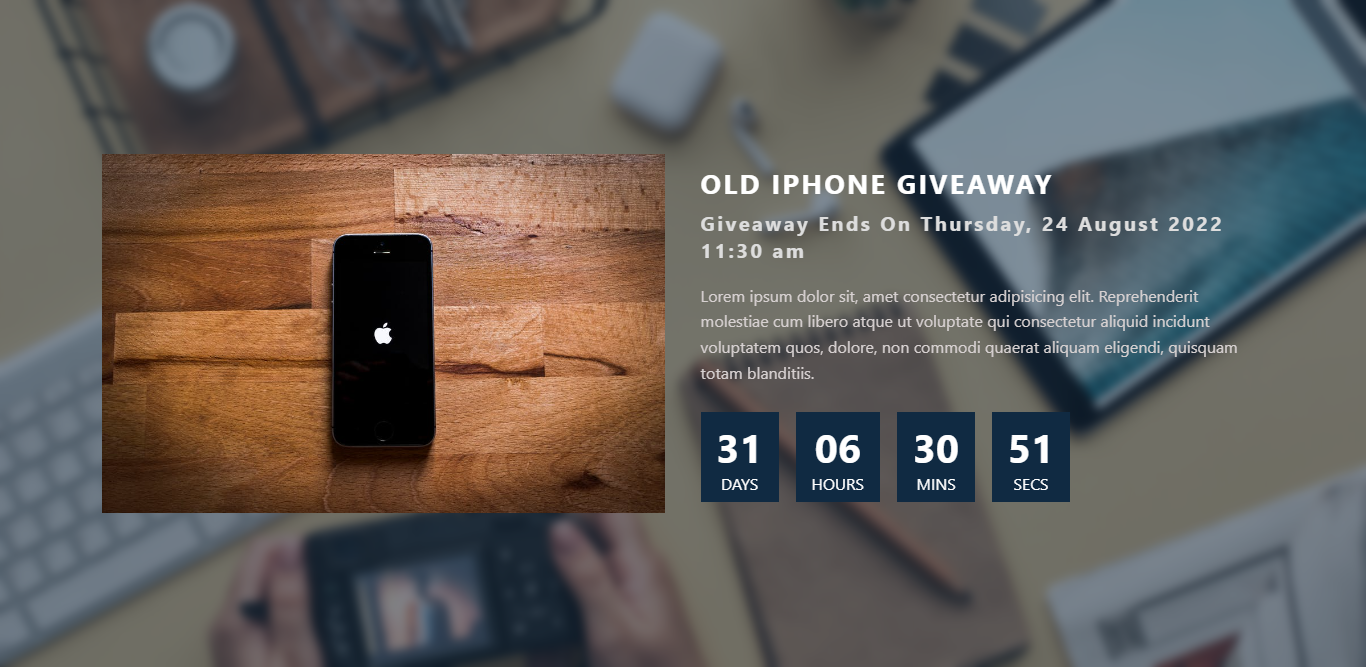 OLD IPHONE GIVEAWAY
Giveaway Ends On Thursday, 24 August 2022
11:30 am
Lorem ipsum dolor sit, amet consectetur adipisicing elit. Reprehenderit
molestiae cum libero atque ut voluptate qui consectetur aliquid incidunt
voluptatem quos, dolore, non commodi quaerat aliquam eligendi, quisquam
totam blanditiis.
31 06 30 51
DAYS HOURS MINS SECS